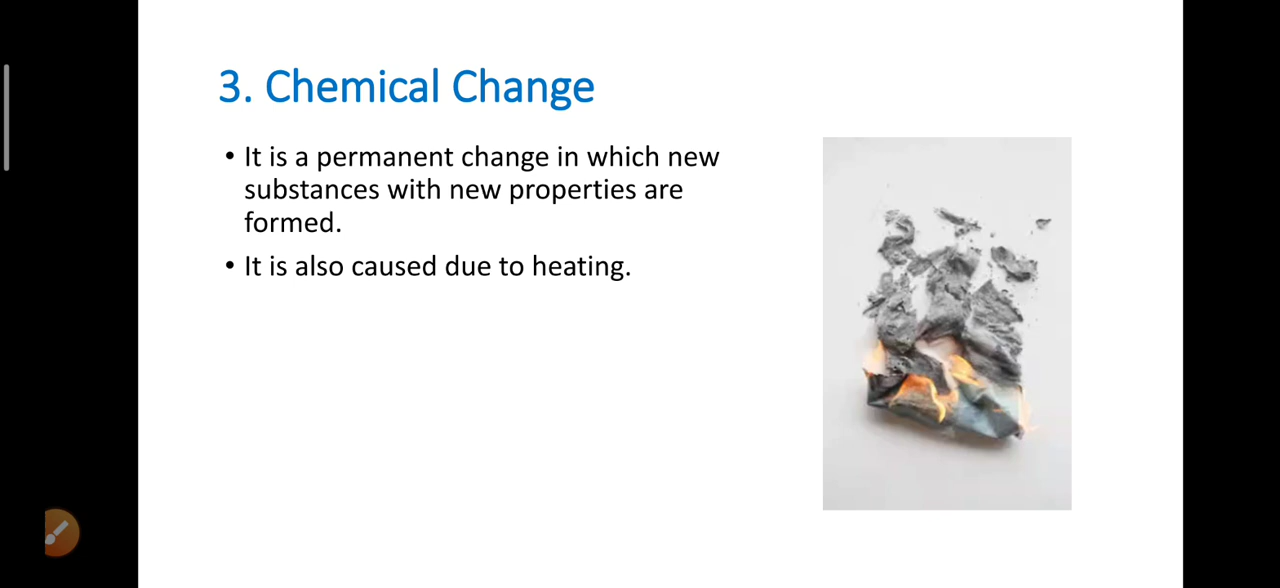 3. Chemical Change
• It is a permanent change in which new
substances with new properties are
formed.
• It is also caused due to heating.